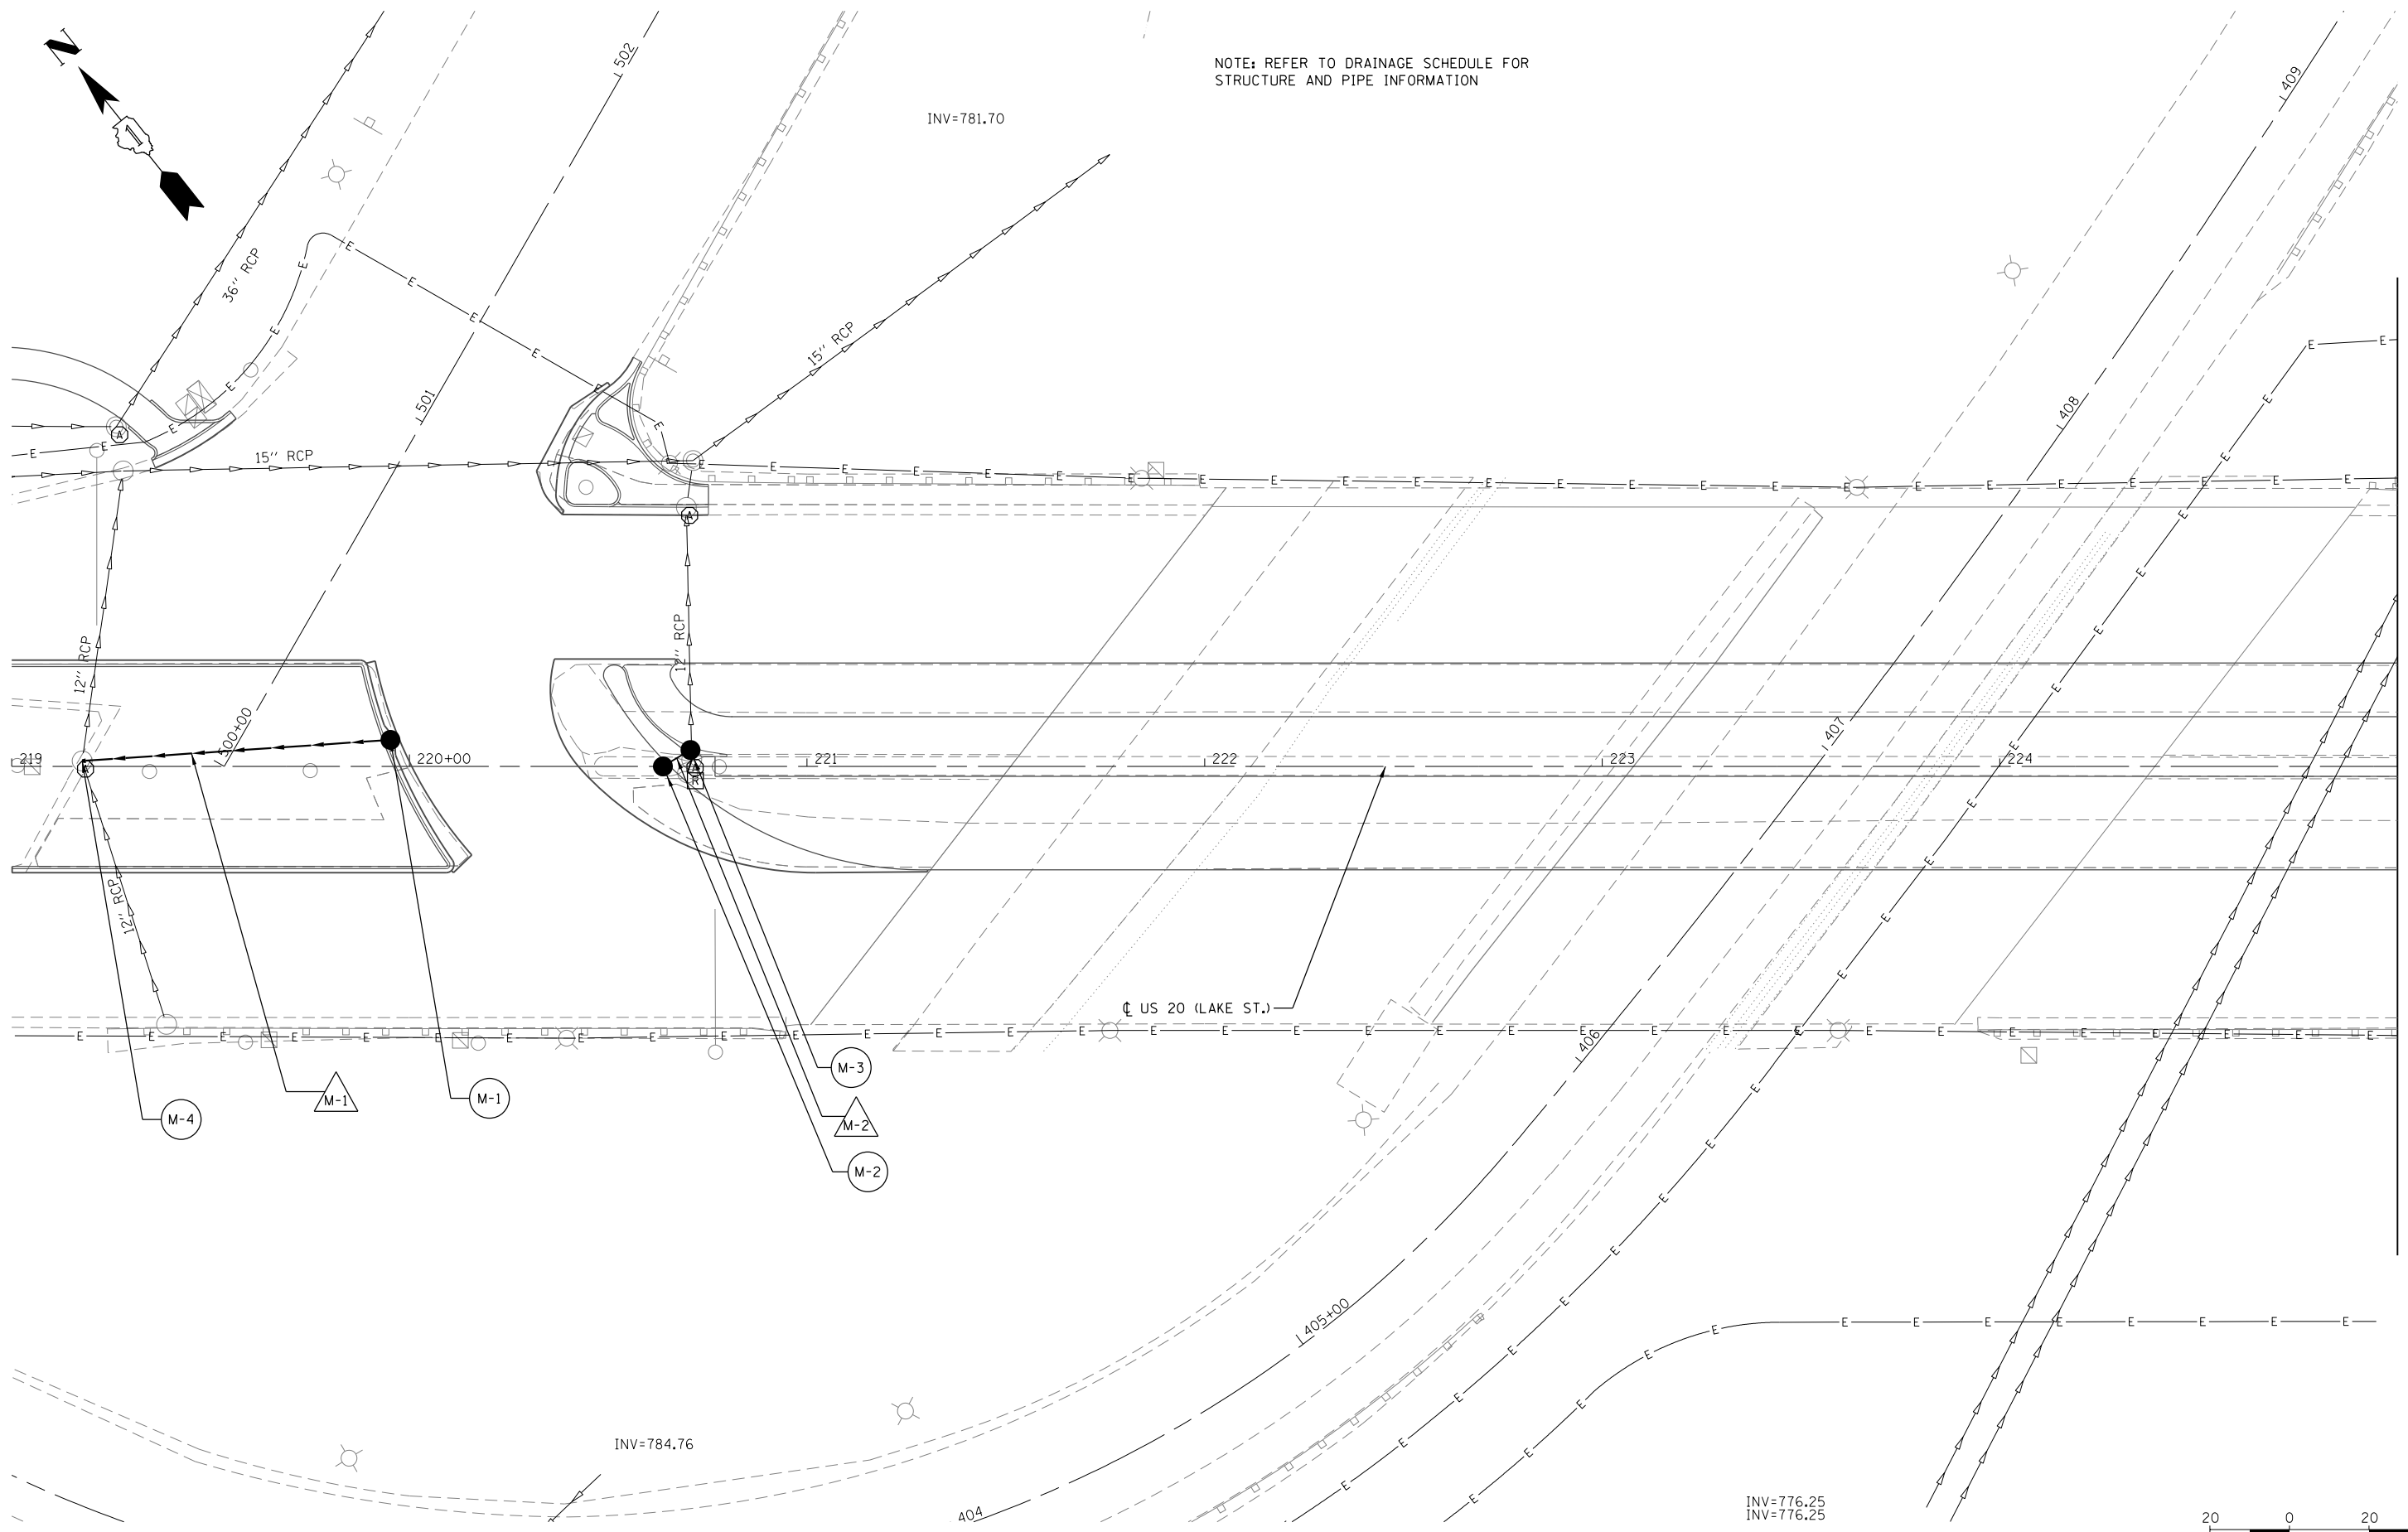 N
502
NOTE: REFER TO DRAINAGE SCHEDULE FOR
STRUCTURE AND PIPE INFORMATION
INV=781.70
409
36'' RCP
15'' RCP
501
408
15'' RCP
A
A
12'' RCP
12'' RCP
500+00
407
219
220+00
221
222
223
224
A
A
R
12'' RCP
℄ US 20 (LAKE ST.)
406
M-3
M-1
M-1
M-4
M-2
M-2
405+00
INV=784.76
404
INV=776.25
INV=776.25
20 0 20
E